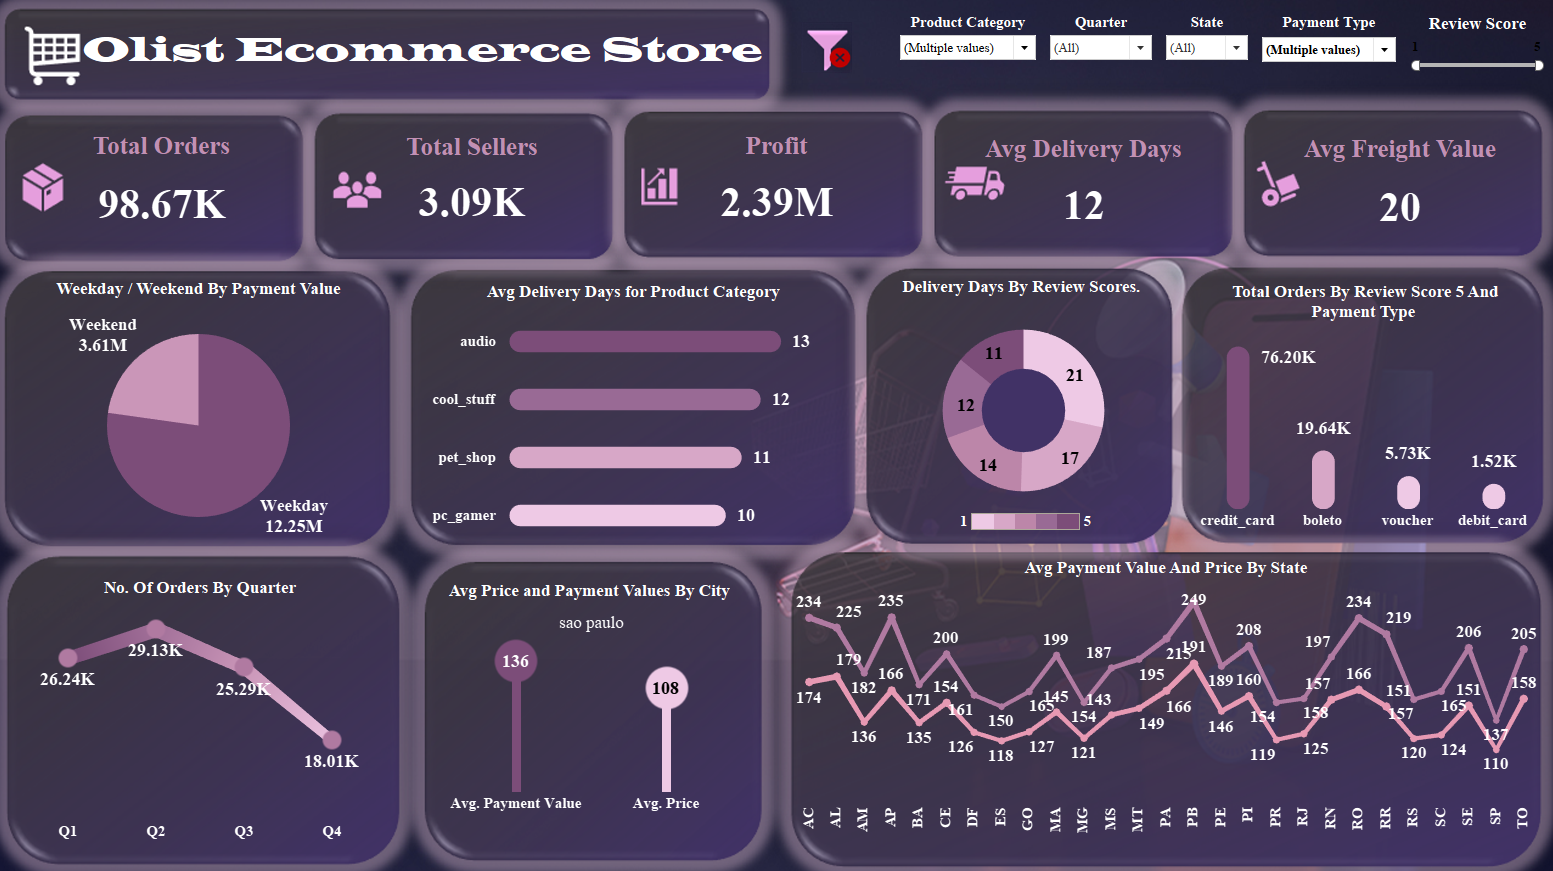 Olist Ecommerce Store
Product Category
Quarter
State
Payment Type
Review Score
(Multiple values)
(All)
(All)
(Multiple values)
1
5
Total Orders
98.67K
Total Sellers
3.09K
Profit
2.39M
Avg Delivery Days
12
Avg Freight Value
20
Weekday / Weekend By Payment Value
Weekend
3.61M
Weekday
12.25M
Avg Delivery Days for Product Category
audio
13
cool_stuff
12
pet_shop
11
pc_gamer
10
Delivery Days By Review Scores.
11
21
12
14
17
1
5
Total Orders By Review Score 5 And
Payment Type
76.20K
19.64K
5.73K
1.52K
credit_card
boleto
voucher
debit_card
No. Of Orders By Quarter
26.24K
29.13K
25.29K
18.01K
Q1
Q2
Q3
Q4
Avg Price and Payment Values By City
sao paulo
136
108
Avg. Payment Value
Avg. Price
Avg Payment Value And Price By State
234
225
182
235
171
200
161
150
165
199
154
187
195
215
249
189
208
154
158
197
234
219
151
165
206
137
205
174
179
136
166
135
154
126
118
127
145
121
143
149
166
191
146
160
119
125
157
166
157
120
124
151
110
158
AC
AL
AM
AP
BA
CE
DF
ES
GO
MA
MG
MS
MT
PA
PB
PE
PI
PR
RJ
RN
RO
RR
RS
SC
SE
SP
TO